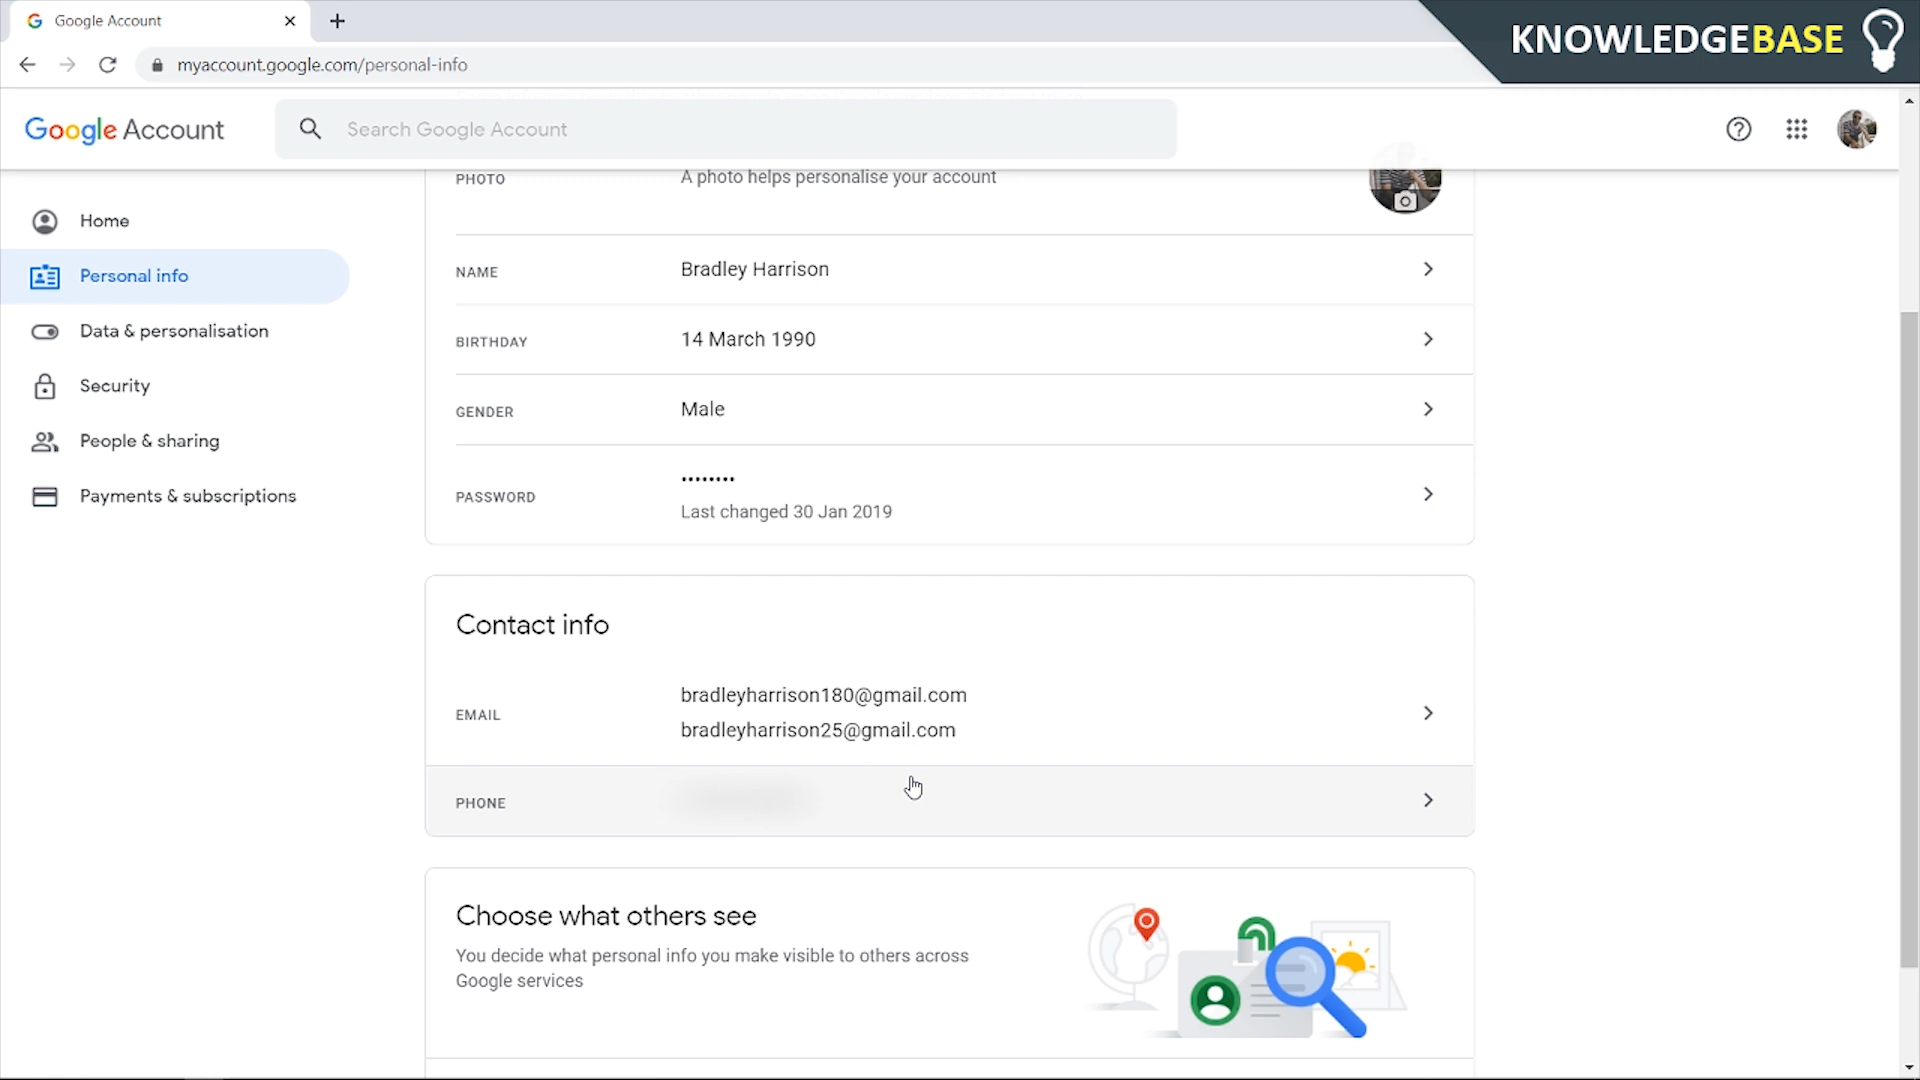 Google Account
KNOWLEDGEBASE
myaccount.google.com/personal-info
Google Account
Search Google Account
PHOTO
A photo helps personalise your account
Home
Personal info
Data & personalisation
Security
People & sharing
Payments & subscriptions
NAME
Bradley Harrison
BIRTHDAY
14 March 1990
GENDER
Male
PASSWORD
••••••••
Last changed 30 Jan 2019
Contact info
EMAIL
bradleyharrison180@gmail.com
bradleyharrison25@gmail.com
PHONE
Choose what others see
You decide what personal info you make visible to others across
Google services